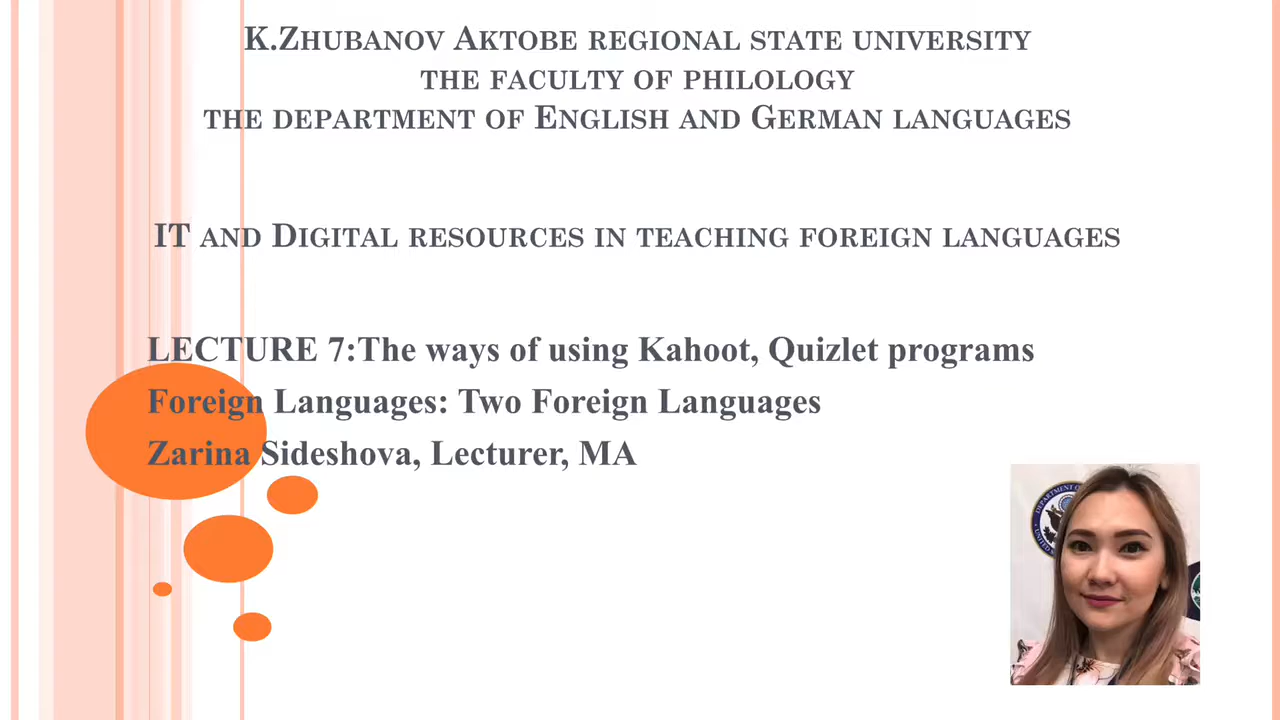 K.Zhubanov Aktobe regional state university
the faculty of philology
the department of English and German languages
IT and Digital resources in teaching foreign languages
LECTURE 7:The ways of using Kahoot, Quizlet programs
Foreign Languages: Two Foreign Languages
Zarina Sideshova, Lecturer, MA